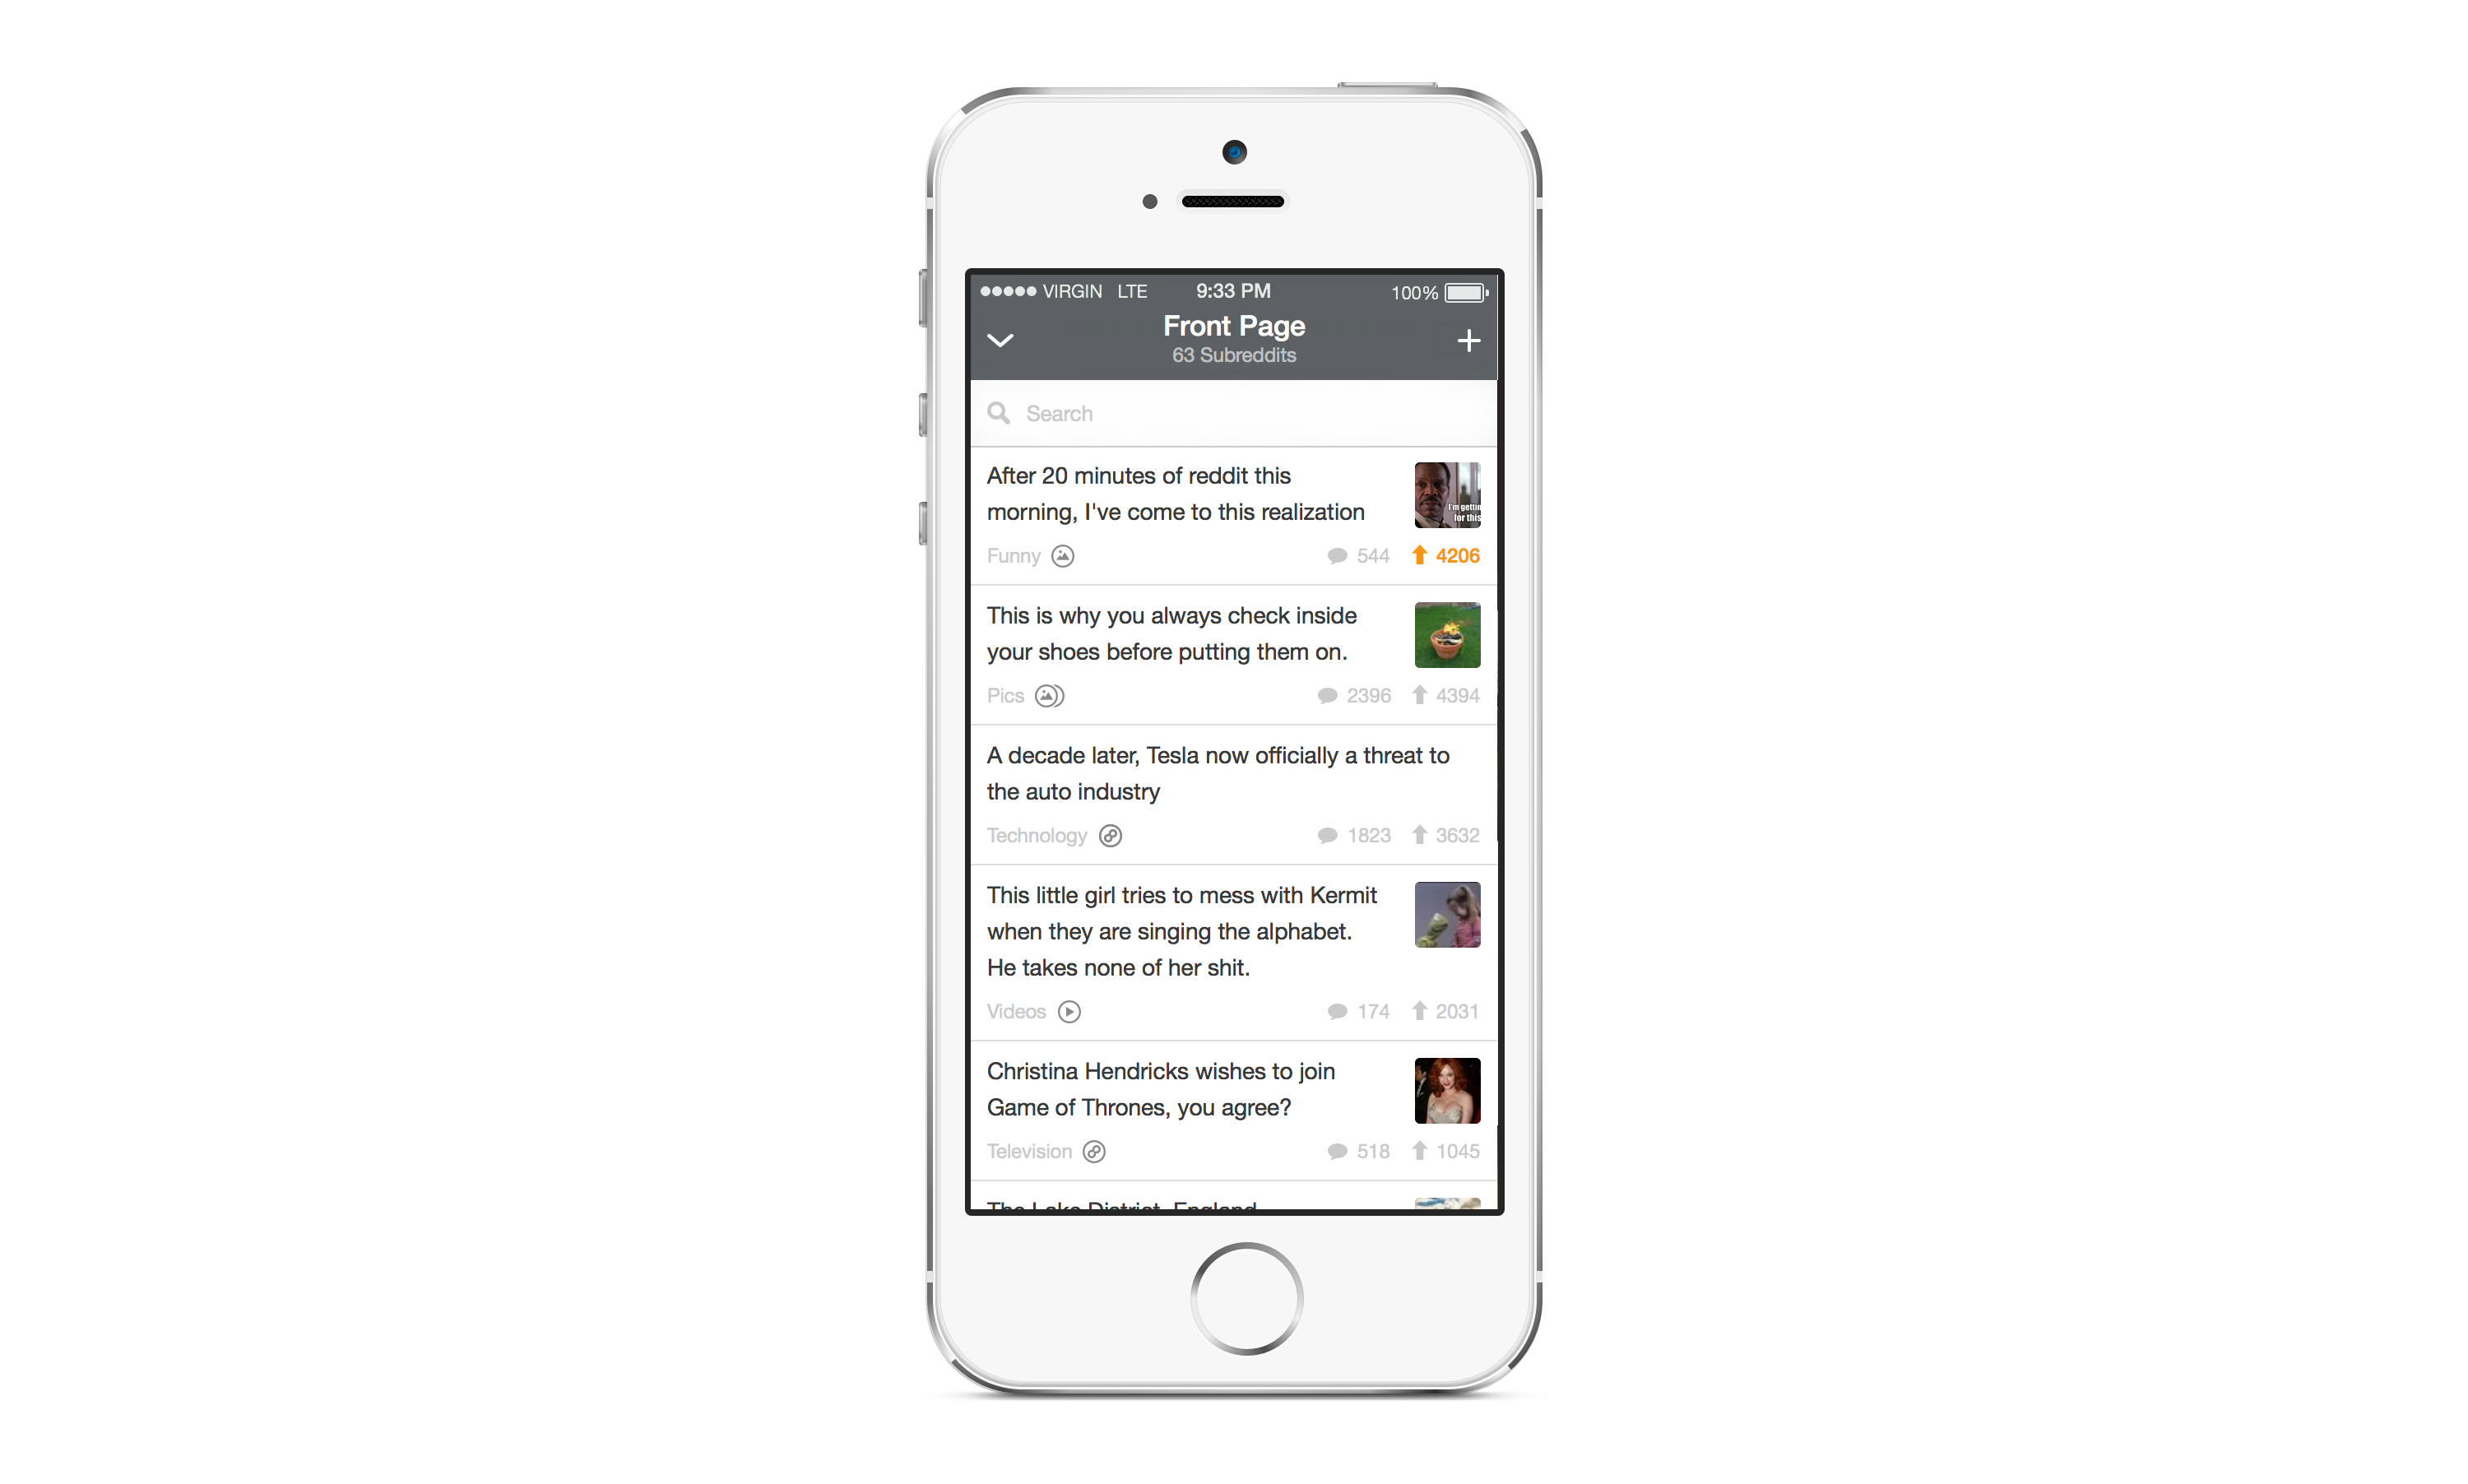 VIRGIN LTE 9:33 PM 100%
Front Page
63 Subreddits
Search
After 20 minutes of reddit this
morning, I've come to this realization
I'm gettin
for this
Funny 544 4206
This is why you always check inside
your shoes before putting them on.
Pics 2396 4394
A decade later, Tesla now officially a threat to
the auto industry
Technology 1823 3632
This little girl tries to mess with Kermit
when they are singing the alphabet.
He takes none of her shit.
Videos 174 2031
Christina Hendricks wishes to join
Game of Thrones, you agree?
Television 518 1045
The Lake District, England